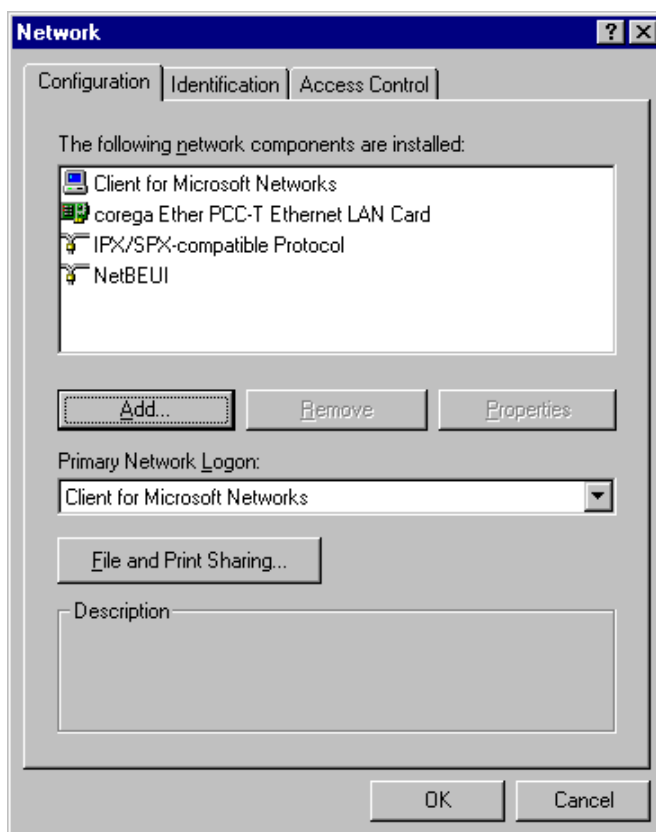 Network
Configuration
Identification
Access Control
The following network components are installed:
Client for Microsoft Networks
corega Ether PCC-T Ethernet LAN Card
IPX/SPX-compatible Protocol
NetBEUI
Add...
Remove
Properties
Primary Network Logon:
Client for Microsoft Networks
File and Print Sharing...
Description
OK
Cancel